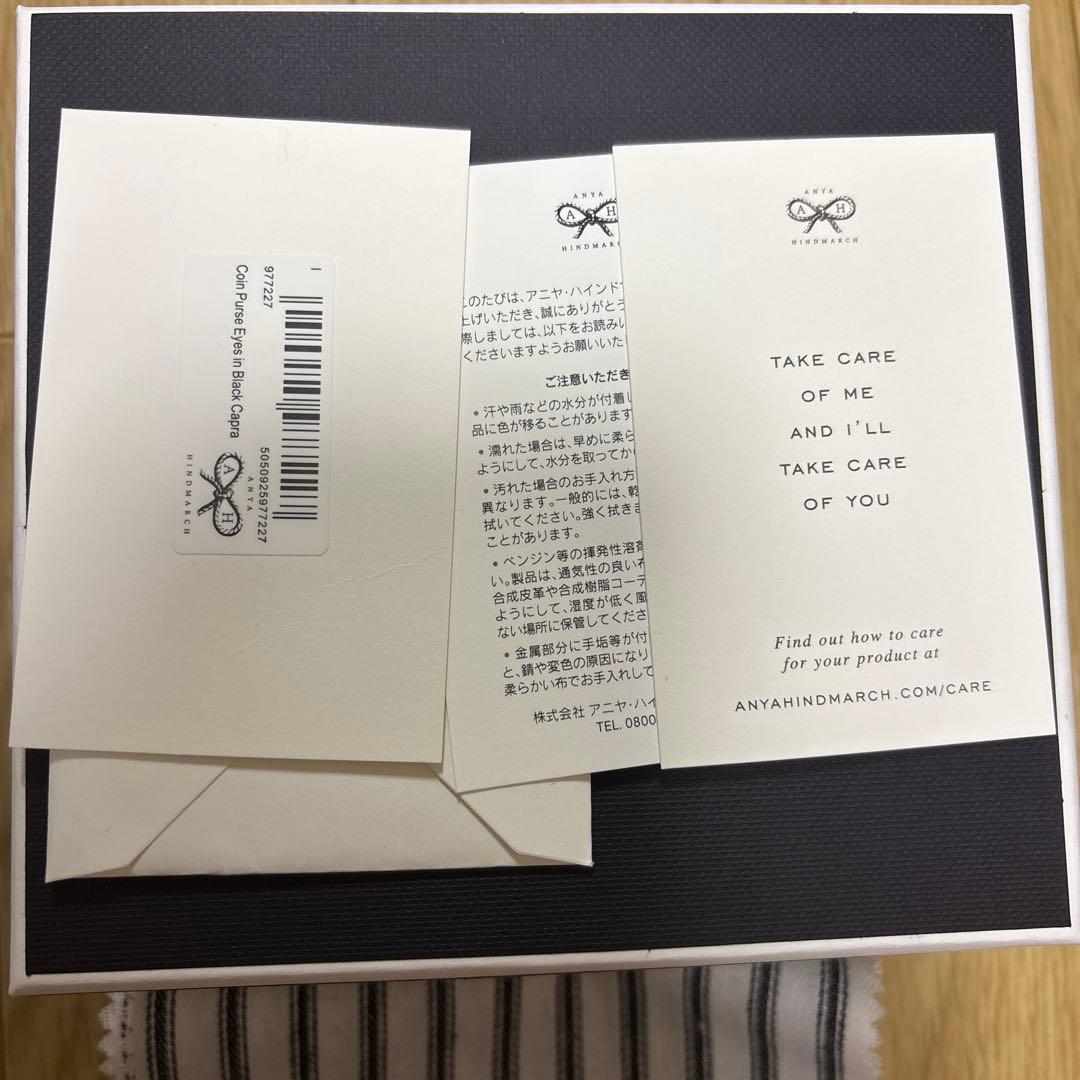 I
977227
5050925977227
Coin Purse Eyes in Black Capra
ANYA
A H
HINDMARCH
ANYA
A H
HINDMARC
このたびは、アニヤ・ハインド
上げいただき、誠にありがとう
際しましては、以下をお読みい
くださいますようお願いいた
ご注意いただき
• 汗や雨などの水分が付着し
品に色が移ることがあります
• 濡れた場合は、早めに柔ら
ようにして、水分を取ってか
• 汚れた場合のお手入れ方
異なります。一般的には、乾
拭いてください。強く拭きま
ことがあります。
• ベンジン等の揮発性溶剤
い。製品は、通気性の良い布
合成皮革や合成樹脂コーテ
ようにして、湿度が低く風
ない場所に保管してくださ
• 金属部分に手垢等が付
と、錆や変色の原因になり
柔らかい布でお手入れして
株式会社 アニヤ・ハイ
TEL. 0800
ANYA
A H
HINDMARCH
TAKE CARE
OF ME
AND I'LL
TAKE CARE
OF YOU
Find out how to care
for your product at
ANYAHINDMARCH.COM/CARE